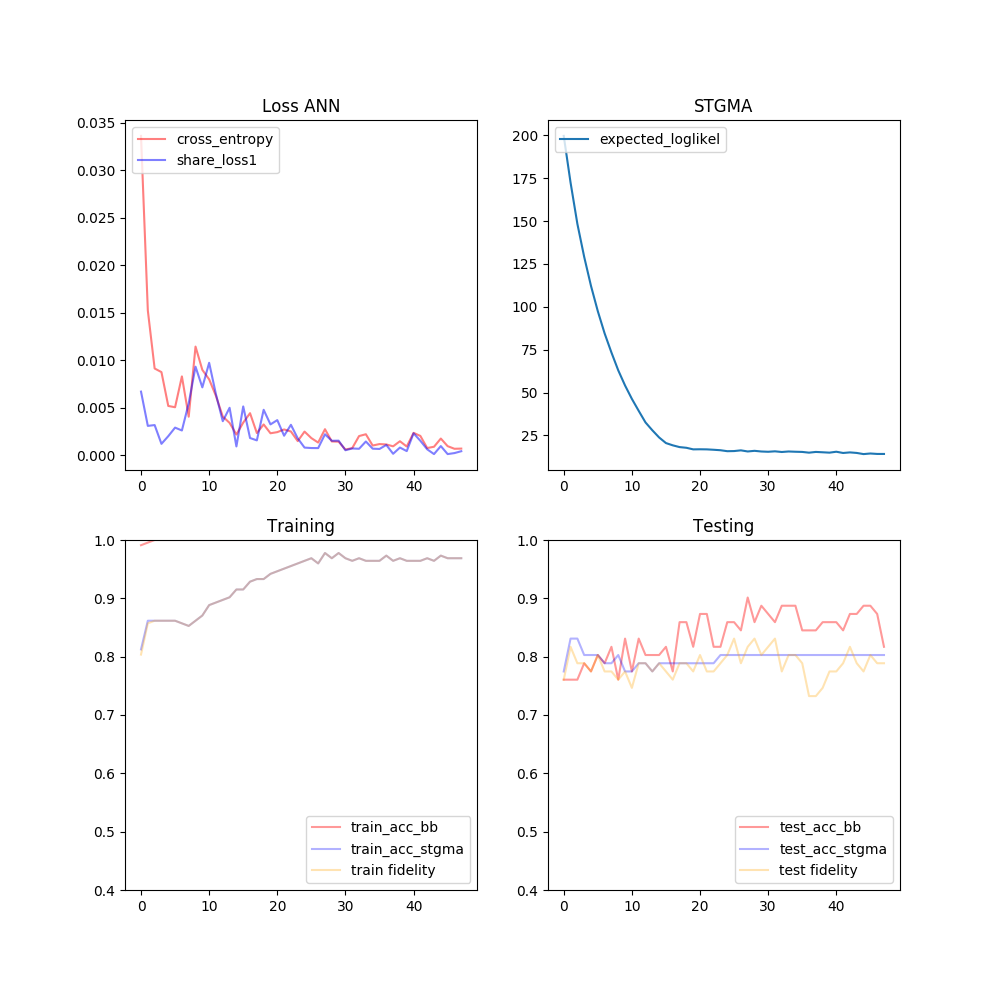 Loss ANN
0.035
0.030
0.025
0.020
0.015
0.010
0.005
0.000
cross_entropy
share_loss1
0 10 20 30 40
STGMA
200
175
150
125
100
75
50
25
expected_loglikel
0 10 20 30 40
Training
1.0
0.9
0.8
0.7
0.6
0.5
0.4
train_acc_bb
train_acc_stgma
train fidelity
0 10 20 30 40
Testing
1.0
0.9
0.8
0.7
0.6
0.5
0.4
test_acc_bb
test_acc_stgma
test fidelity
0 10 20 30 40